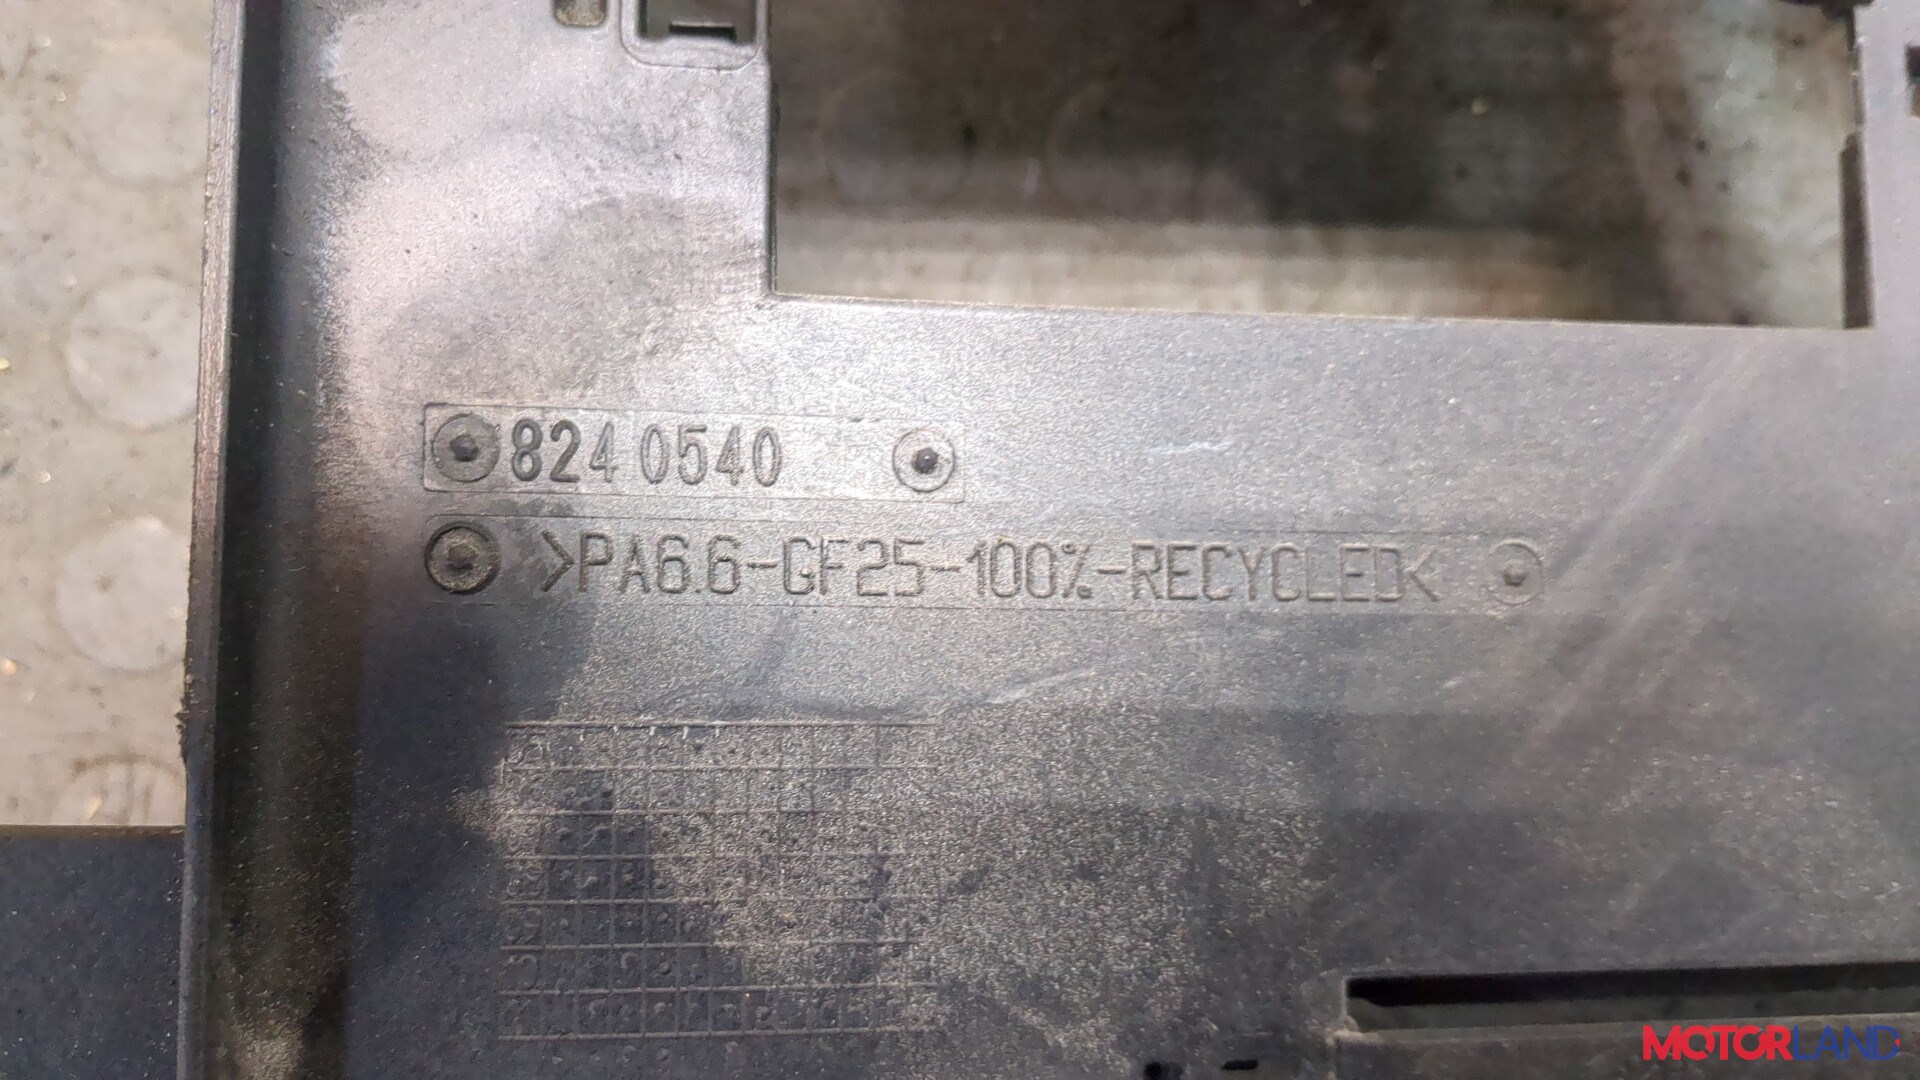 8240540
>PA6.6-GF25-100%-RECYCLED<
MOTORLAND